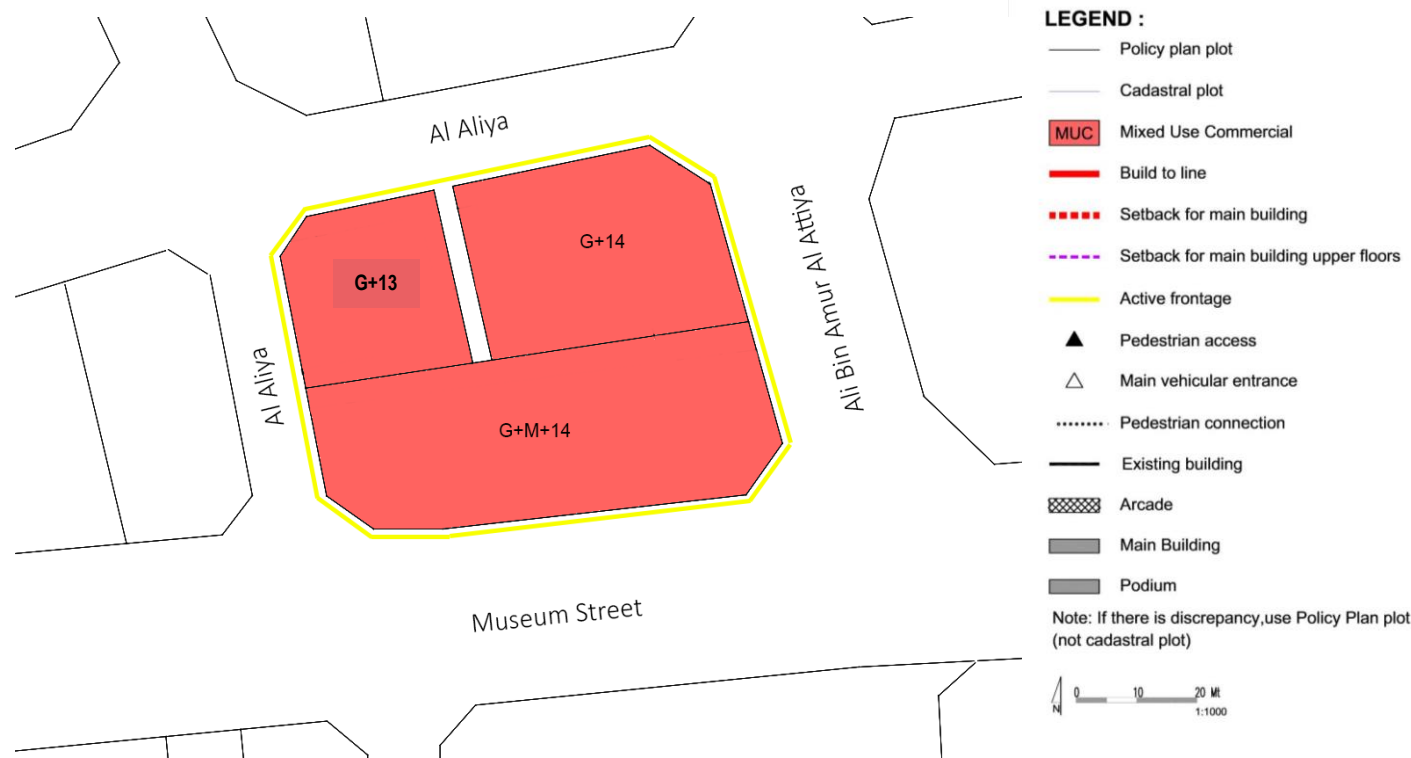 Al Aliya
G+14
G+13
Al Aliya
Ali Bin Amur Al Attiya
G+M+14
Museum Street
LEGEND :
Policy plan plot
Cadastral plot
MUC Mixed Use Commercial
Build to line
Setback for main building
Setback for main building upper floors
Active frontage
Pedestrian access
Main vehicular entrance
Pedestrian connection
Existing building
Arcade
Main Building
Podium
Note: If there is discrepancy,use Policy Plan plot
(not cadastral plot)
N 0 10 20 Mt
1:1000